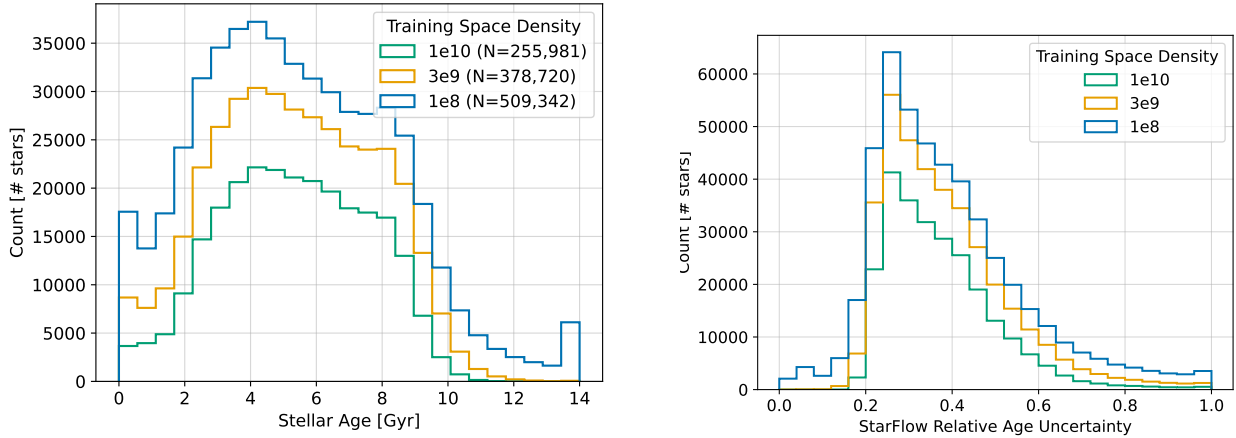 Training Space Density
1e10 (N=255,981)
3e9 (N=378,720)
1e8 (N=509,342)
35000
30000
25000
20000
15000
10000
5000
0
Count [# stars]
0 2 4 6 8 10 12 14
Stellar Age [Gyr]
Training Space Density
1e10
3e9
1e8
60000
50000
40000
30000
20000
10000
0
Count [# stars]
0.0 0.2 0.4 0.6 0.8 1.0
StarFlow Relative Age Uncertainty